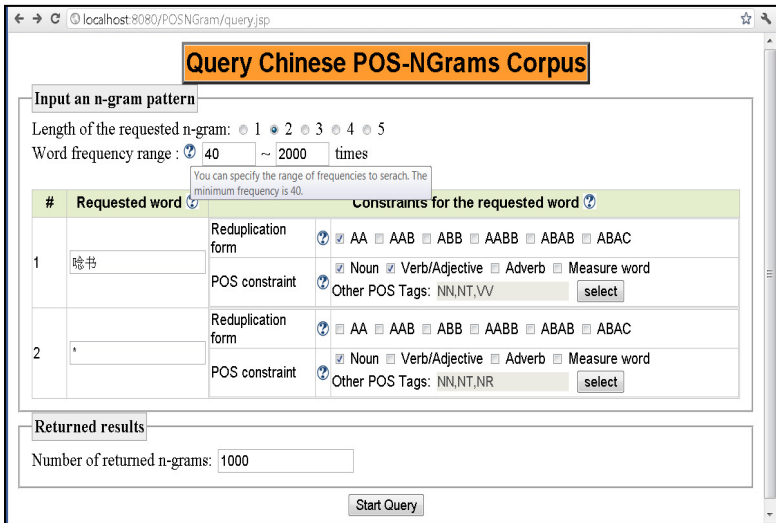 localhost:8080/POSNGram/query.jsp
Query Chinese POS-NGrams Corpus
Input an n-gram pattern
Length of the requested n-gram: 1 2 3 4 5
Word frequency range : 40 ~ 2000 times
You can specify the range of frequencies to serach. The
minimum frequency is 40.
# Requested word Constraints for the requested word
1 唸书 Reduplication form AA AAB ABB AABB ABAB ABAC
POS constraint Noun Verb/Adjective Adverb Measure word
Other POS Tags: NN,NT,VV select
2 * Reduplication form AA AAB ABB AABB ABAB ABAC
POS constraint Noun Verb/Adjective Adverb Measure word
Other POS Tags: NN,NT,NR select
Returned results
Number of returned n-grams: 1000
Start Query